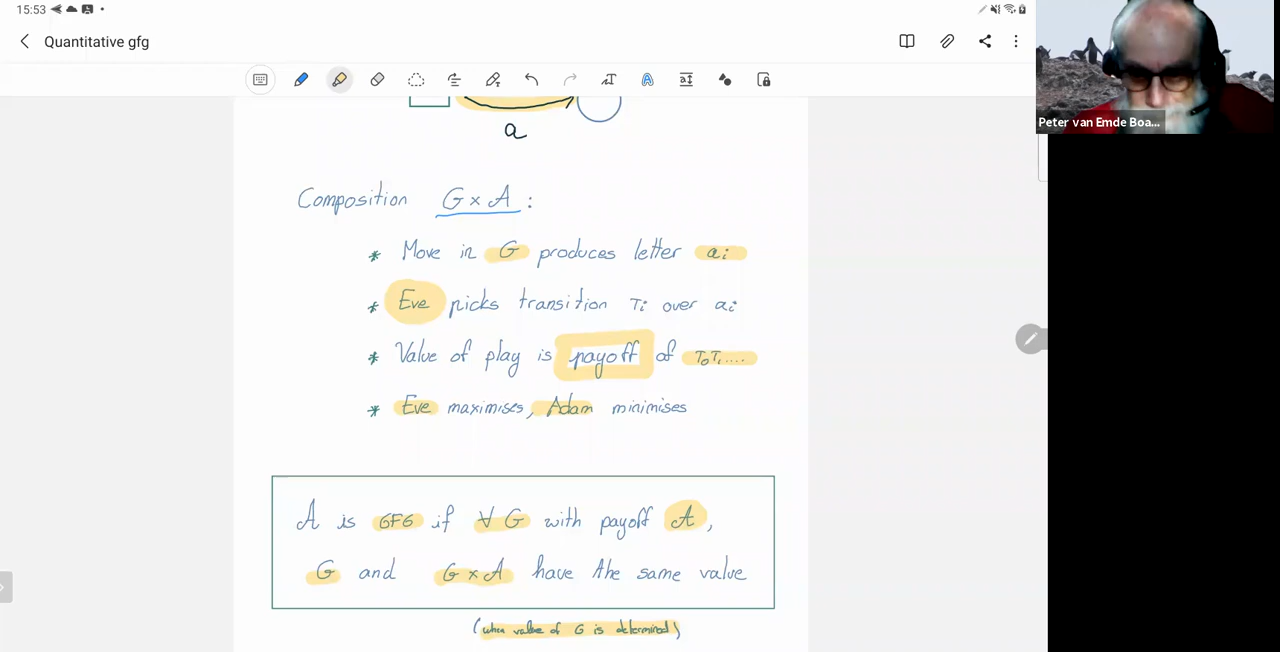 15:53
Quantitative gfg
Peter van Emde Boa...
a
Composition G × A :
* Move in G produces letter ai
* Eve picks transition τi over ai
* Value of play is payoff of τ0τ1....
* Eve maximises, Adam minimises
A is GFG if ∀ G with payoff A,
G and G × A have the same value
(when value of G is determined)